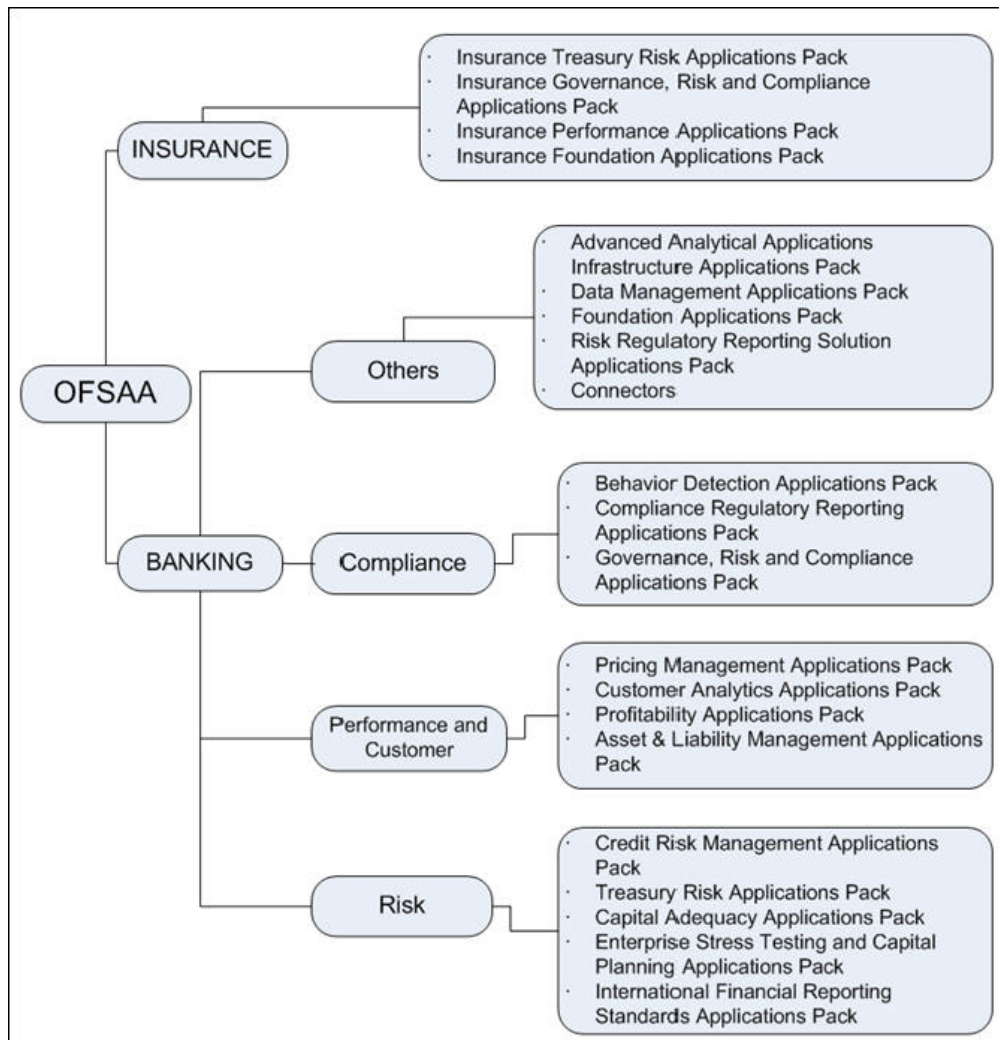 · Insurance Treasury Risk Applications Pack
· Insurance Governance, Risk and Compliance
Applications Pack
· Insurance Performance Applications Pack
· Insurance Foundation Applications Pack
INSURANCE
· Advanced Analytical Applications
Infrastructure Applications Pack
· Data Management Applications Pack
· Foundation Applications Pack
· Risk Regulatory Reporting Solution
Applications Pack
· Connectors
Others
OFSAA
· Behavior Detection Applications Pack
· Compliance Regulatory Reporting
Applications Pack
· Governance, Risk and Compliance
Applications Pack
BANKING
Compliance
· Pricing Management Applications Pack
· Customer Analytics Applications Pack
· Profitability Applications Pack
· Asset & Liability Management Applications
Pack
Performance and
Customer
· Credit Risk Management Applications
Pack
· Treasury Risk Applications Pack
· Capital Adequacy Applications Pack
· Enterprise Stress Testing and Capital
Planning Applications Pack
· International Financial Reporting
Standards Applications Pack
Risk